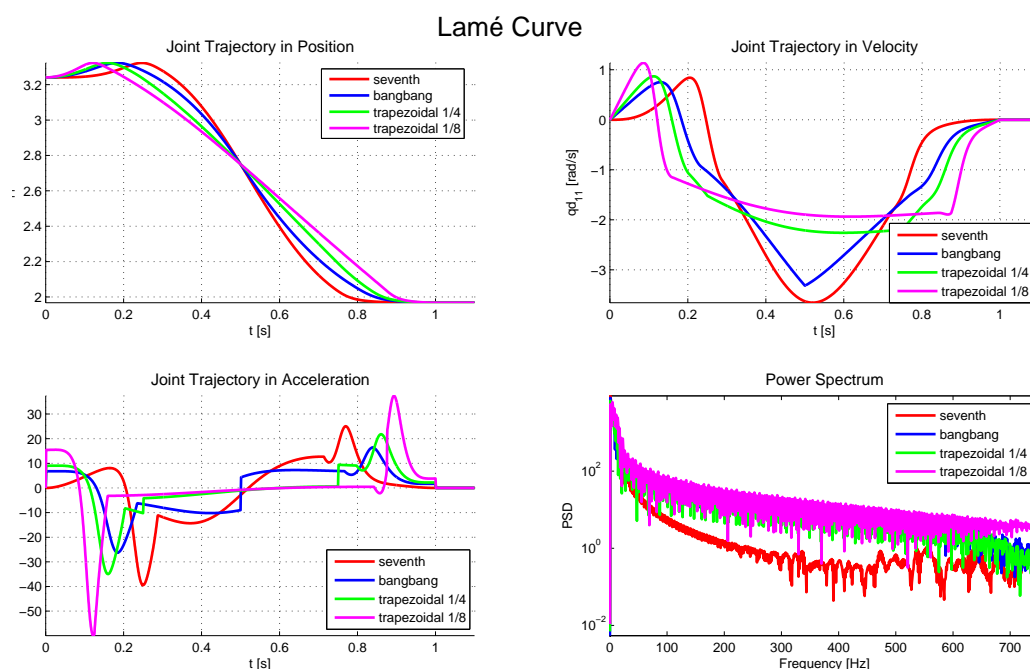 Lamé Curve
Joint Trajectory in Position
3.2
3
2.8
2.6
2.4
2.2
2
0 0.2 0.4 0.6 0.8 1
t [s]
seventh
bangbang
trapezoidal 1/4
trapezoidal 1/8
Joint Trajectory in Velocity
qd11 [rad/s]
1
0
−1
−2
−3
0 0.2 0.4 0.6 0.8 1
t [s]
seventh
bangbang
trapezoidal 1/4
trapezoidal 1/8
Joint Trajectory in Acceleration
30
20
10
0
−10
−20
−30
−40
−50
0 0.2 0.4 0.6 0.8 1
t [s]
seventh
bangbang
trapezoidal 1/4
trapezoidal 1/8
Power Spectrum
PSD
10^2
10^0
10^−2
0 100 200 300 400 500 600 700
Frequency [Hz]
seventh
bangbang
trapezoidal 1/4
trapezoidal 1/8